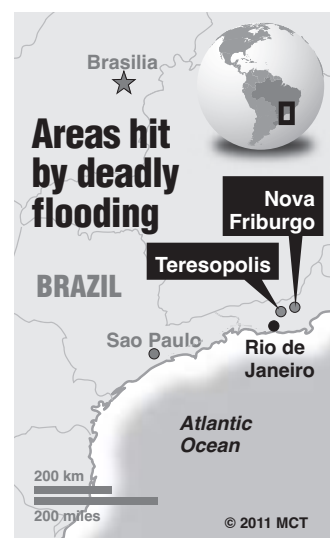 Brasilia
Areas hit
by deadly
flooding
Nova
Friburgo
Teresopolis
BRAZIL
Sao Paulo
Rio de
Janeiro
Atlantic
Ocean
200 km
200 miles
© 2011 MCT